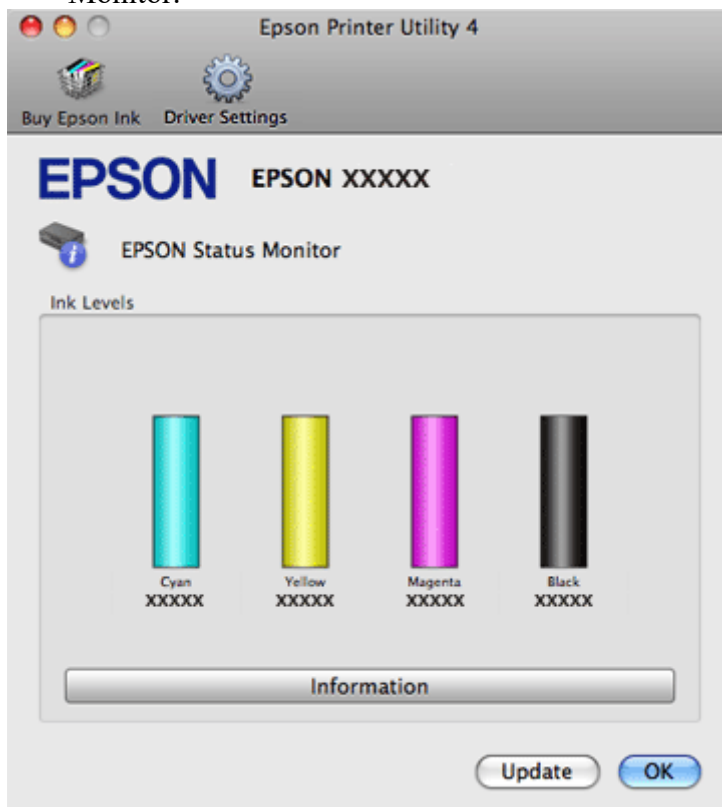 Monitor.
Epson Printer Utility 4
Buy Epson Ink Driver Settings
EPSON EPSON XXXXX
EPSON Status Monitor
Ink Levels
Cyan Yellow Magenta Black
XXXXX XXXXX XXXXX XXXXX
Information
Update OK